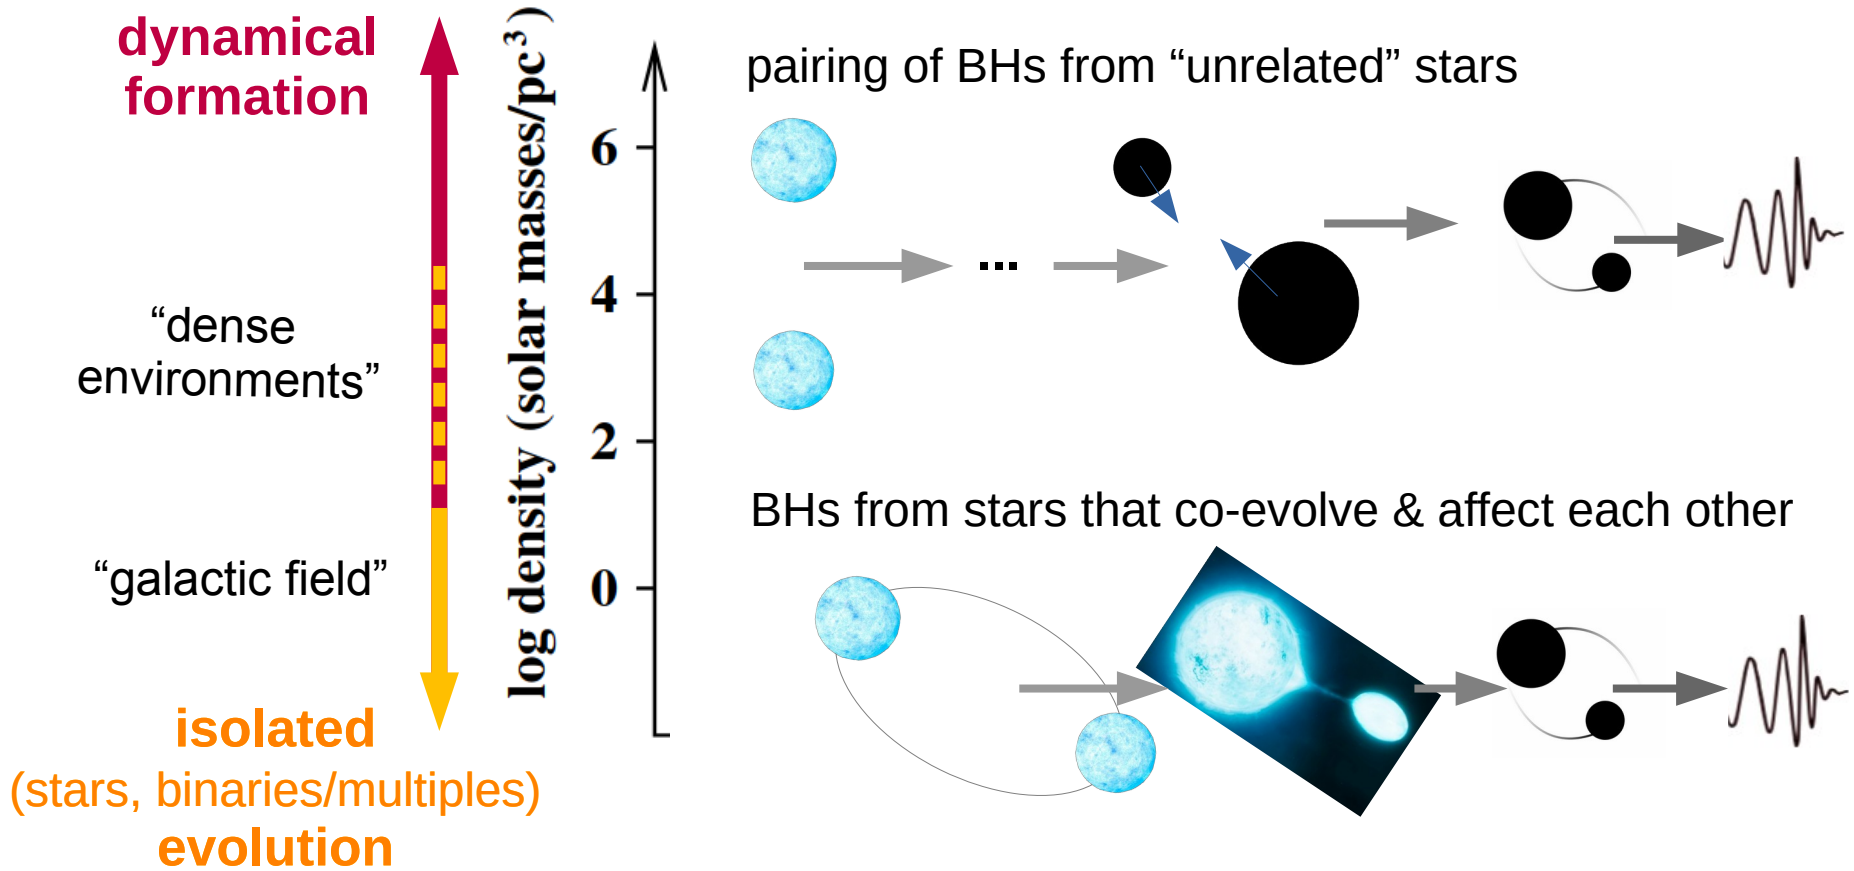 dynamical
formation
“dense
environments”
“galactic field”
isolated
(stars, binaries/multiples)
evolution
log density (solar masses/pc³)
6
4
2
0
pairing of BHs from “unrelated” stars
...
BHs from stars that co-evolve & affect each other